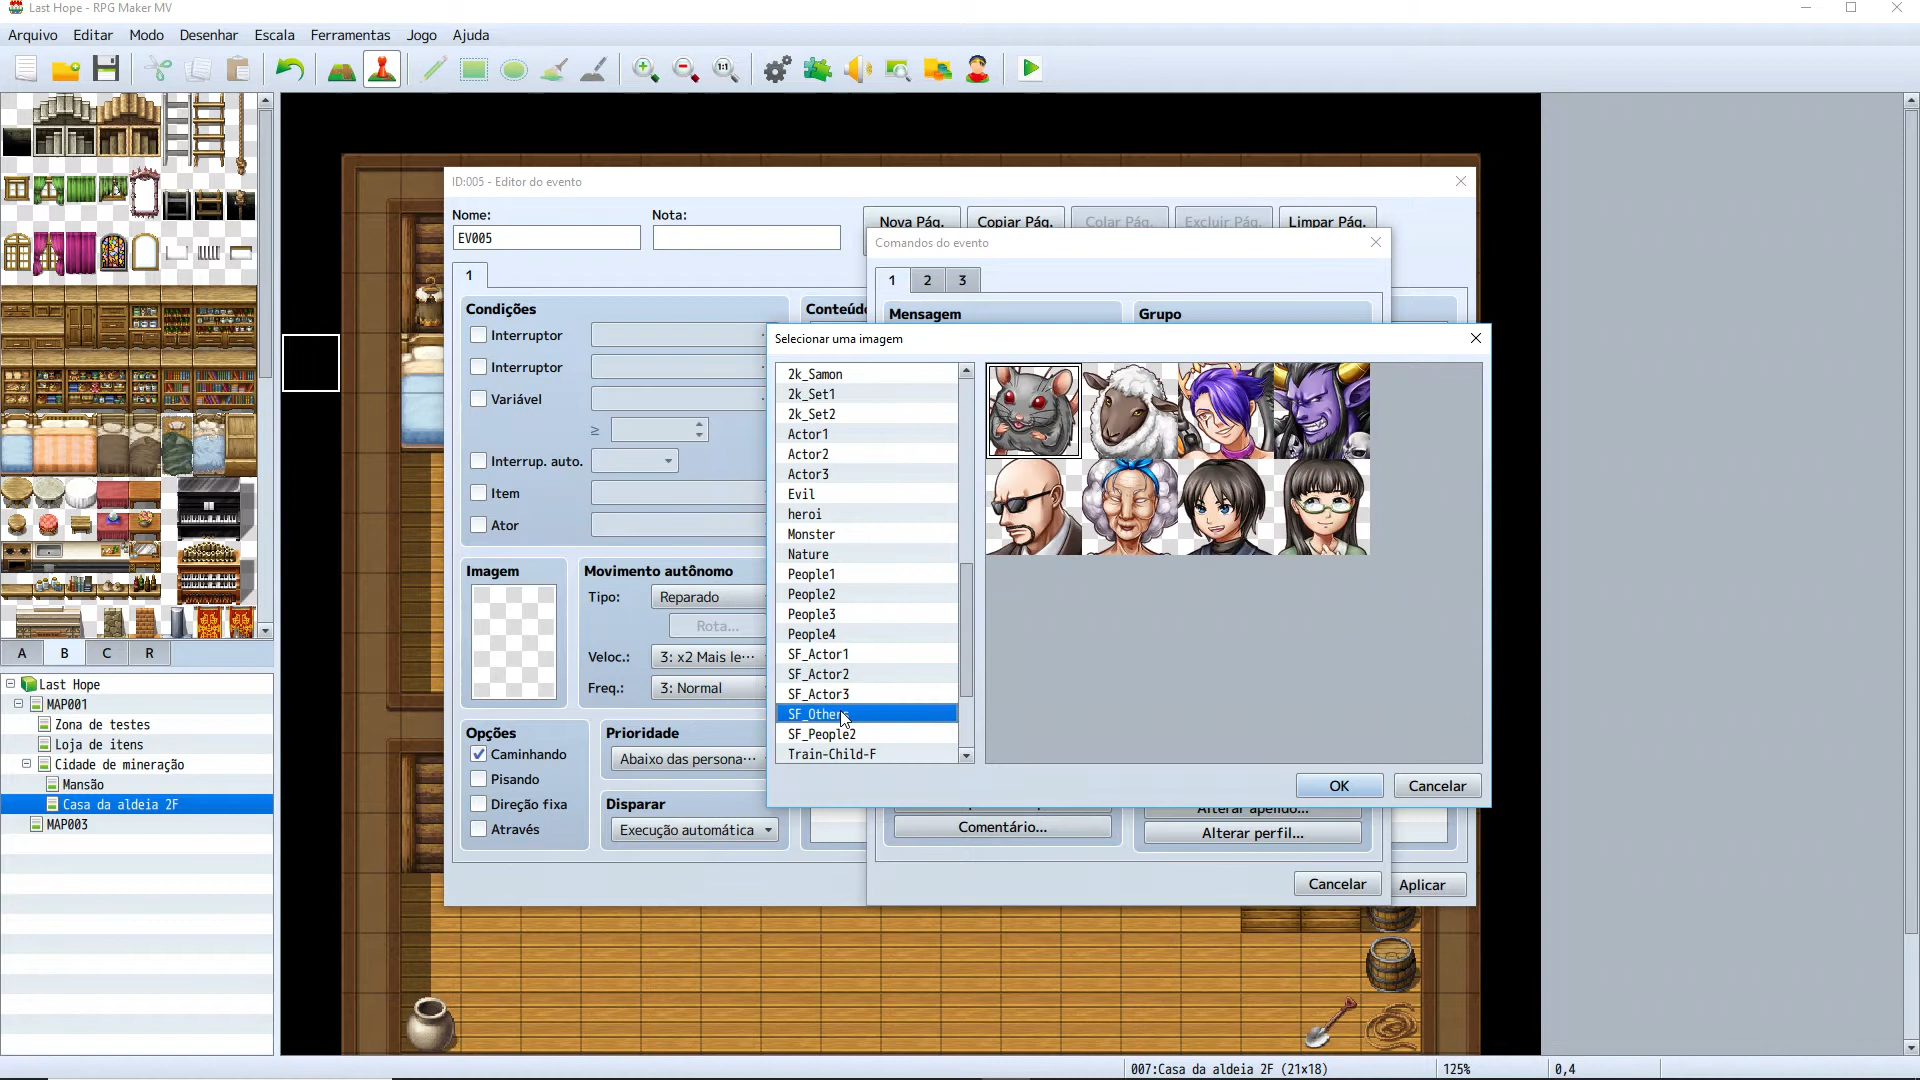 Last Hope - RPG Maker MV
Arquivo Editar Modo Desenhar Escala Ferramentas Jogo Ajuda
1:1
ID:005 - Editor do evento
Nome: Nota:
EV005
Nova Pág. Copiar Pág. Colar Pág. Excluir Pág. Limpar Pág.
Comandos do evento
1
1 2 3
Condições
Conteúdo
Mensagem Grupo
Interruptor
Interruptor
Variável
≥
Interrup. auto.
Item
Ator
Selecionar uma imagem
2k_Samon
2k_Set1
2k_Set2
Actor1
Actor2
Actor3
Evil
heroi
Monster
Nature
People1
People2
People3
People4
SF_Actor1
SF_Actor2
SF_Actor3
SF_Others
SF_People2
Train-Child-F
OK Cancelar
Imagem
Movimento autônomo
Tipo: Reparado
Rota...
Veloc.: 3: x2 Mais le···
Freq.: 3: Normal
Opções
Caminhando
Pisando
Direção fixa
Através
Prioridade
Abaixo das persona···
Disparar
Execução automática
Comentário...
Alterar apelido...
Alterar perfil...
Cancelar
Aplicar
A B C R
Last Hope
MAP001
Zona de testes
Loja de itens
Cidade de mineração
Mansão
Casa da aldeia 2F
MAP003
007:Casa da aldeia 2F (21x18) 125% 0,4